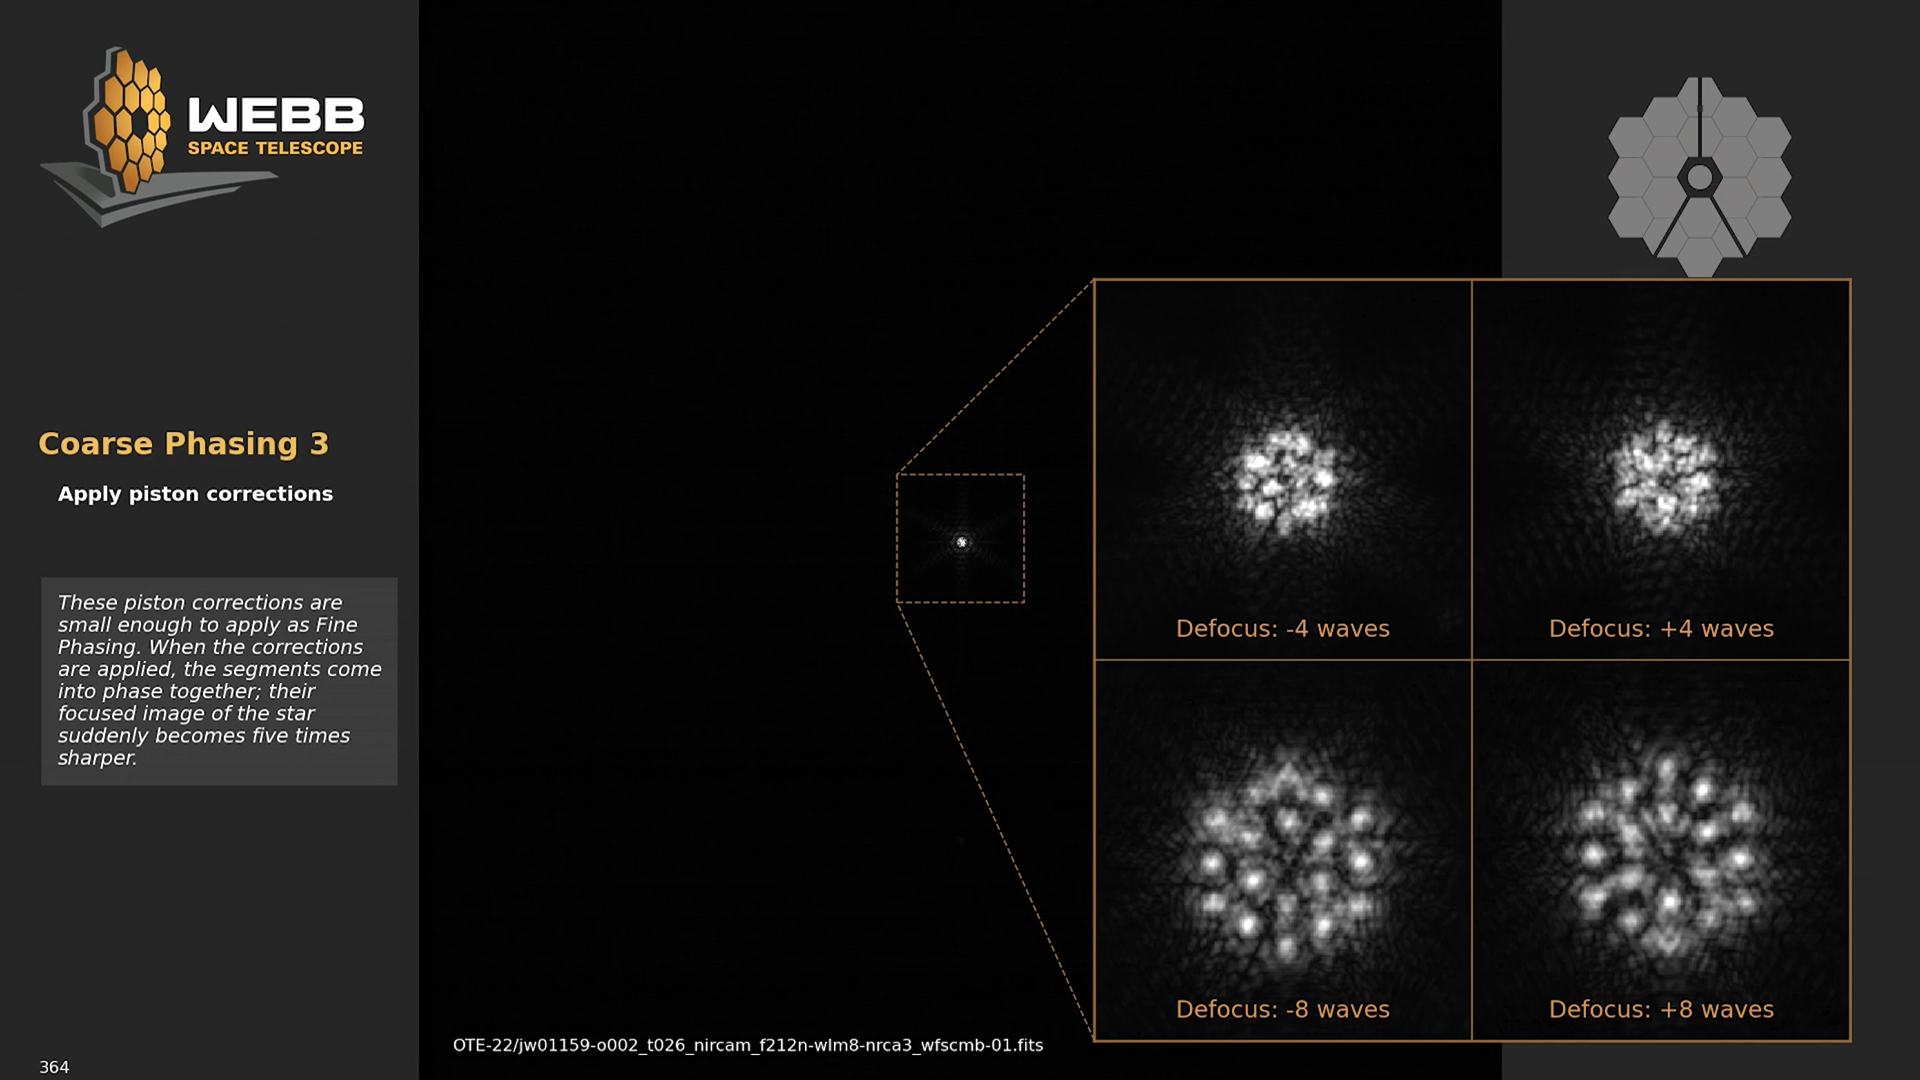 WEBB
SPACE TELESCOPE
Coarse Phasing 3
Apply piston corrections
These piston corrections are
small enough to apply as Fine
Phasing. When the corrections
are applied, the segments come
into phase together; their
focused image of the star
suddenly becomes five times
sharper.
364
Defocus: -4 waves
Defocus: +4 waves
Defocus: -8 waves
Defocus: +8 waves
OTE-22/jw01159-o002_t026_nircam_f212n-wlm8-nrca3_wfscmb-01.fits